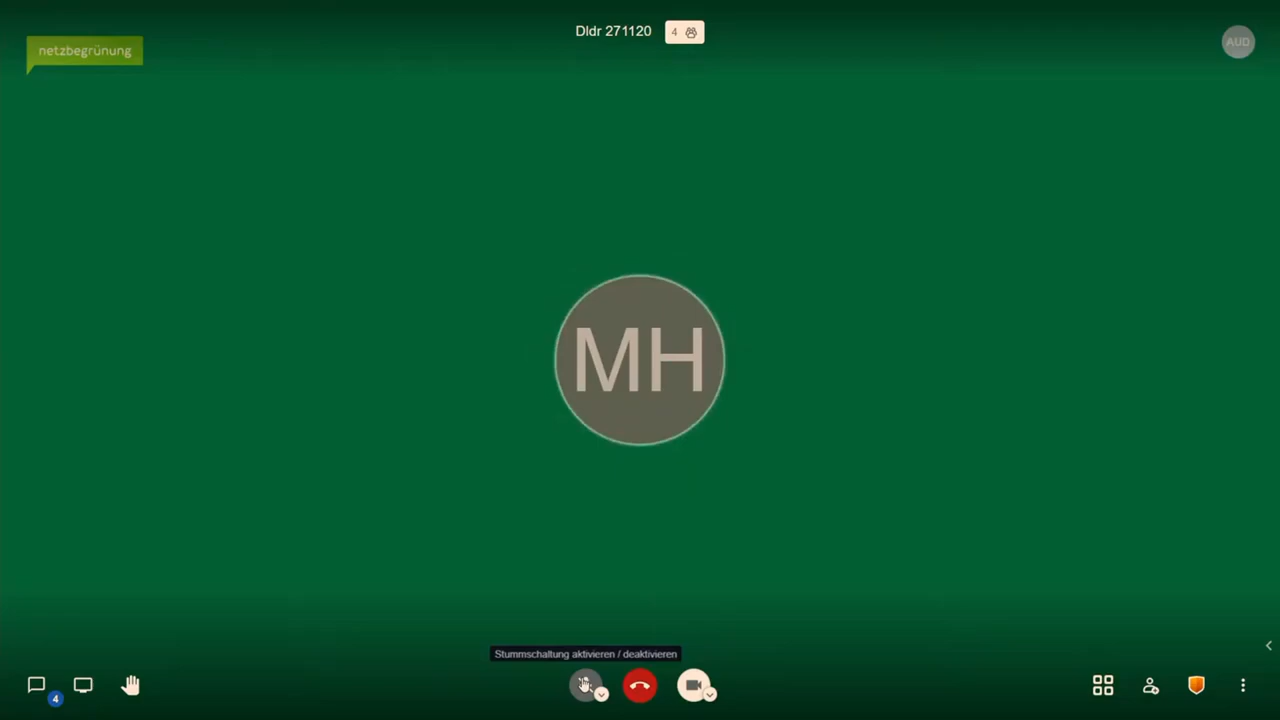 netzbegrünung
Dldr 271120
4
AUD
MH
Stummschaltung aktivieren / deaktivieren
4